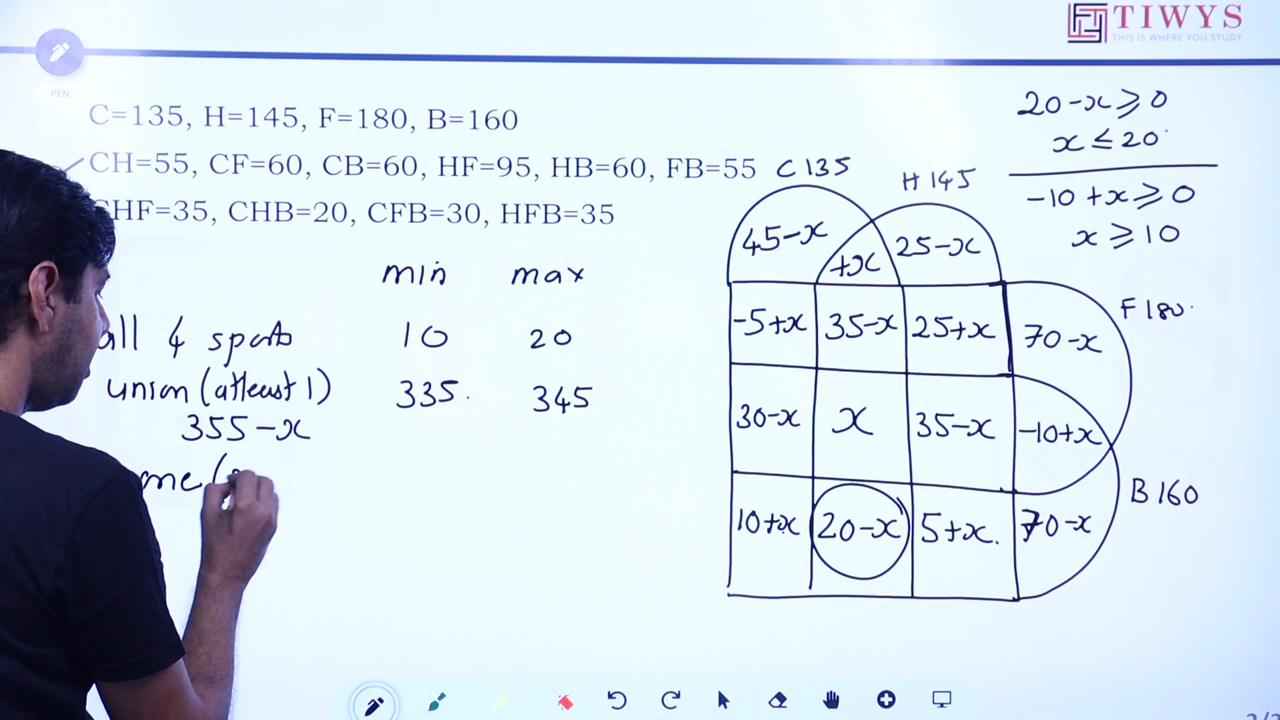 TIWYS
THIS IS WHERE YOU STUDY
PEN
C=135, H=145, F=180, B=160
CH=55, CF=60, CB=60, HF=95, HB=60, FB=55
HF=35, CHB=20, CFB=30, HFB=35
min max
all 4 sports 10 20
union (atleast 1) 335. 345
355-x
me (
20-x ≥ 0
x ≤ 20
-10+x ≥ 0
x ≥ 10
C 135
H 145
45-x +x 25-x
F 180.
-5+x 35-x 25+x 70-x
30-x x 35-x -10+x
B 160
10+x 20-x 5+x. 70-x